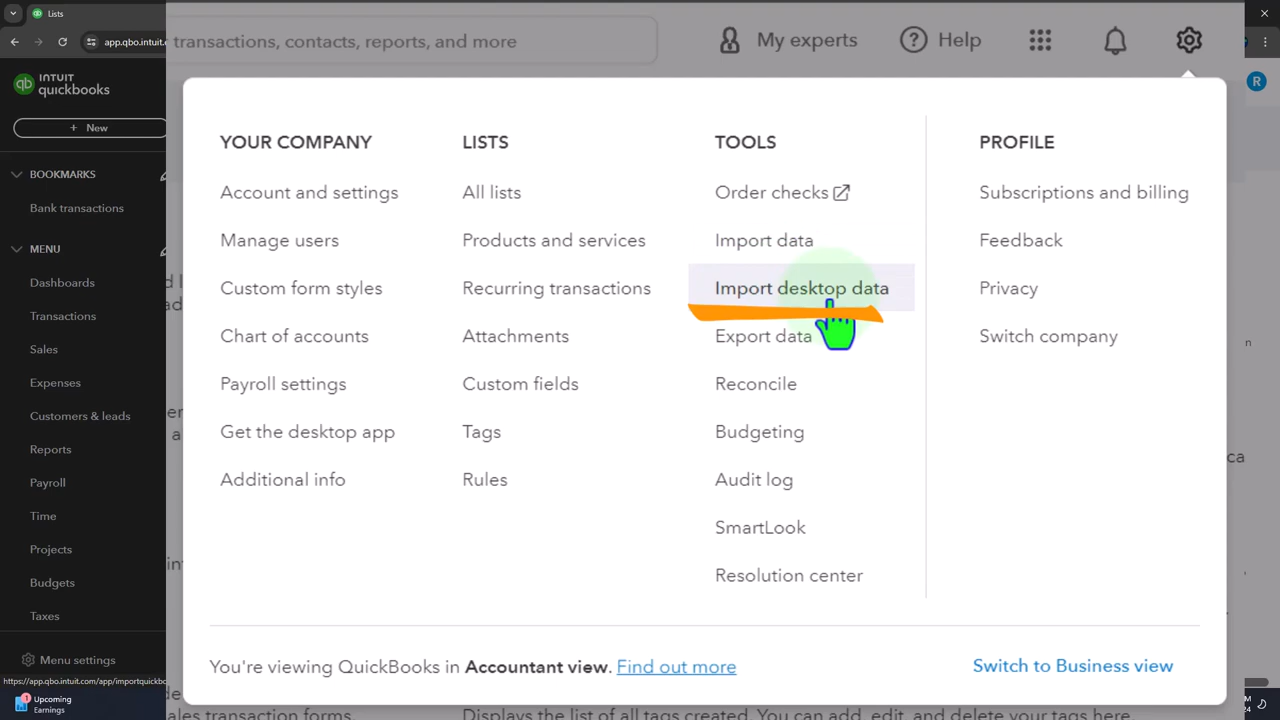 Lists
app.qbo.intuit.c
transactions, contacts, reports, and more
My experts
Help
INTUIT
quickbooks
R
+ New
BOOKMARKS
Bank transactions
MENU
Dashboards
Transactions
Sales
Expenses
Customers & leads
Reports
Payroll
Time
Projects
Budgets
Taxes
Menu settings
https://app.qbo.intuit.com/app/importquickbo
1
Upcoming
Earnings
YOUR COMPANY
Account and settings
Manage users
Custom form styles
Chart of accounts
Payroll settings
Get the desktop app
Additional info
LISTS
All lists
Products and services
Recurring transactions
Attachments
Custom fields
Tags
Rules
TOOLS
Order checks
Import data
Import desktop data
Export data
Reconcile
Budgeting
Audit log
SmartLook
Resolution center
PROFILE
Subscriptions and billing
Feedback
Privacy
Switch company
You're viewing QuickBooks in Accountant view. Find out more
Switch to Business view
ales transaction forms.
Displays the list of all tags created. You can add, edit, and delete your tags here.